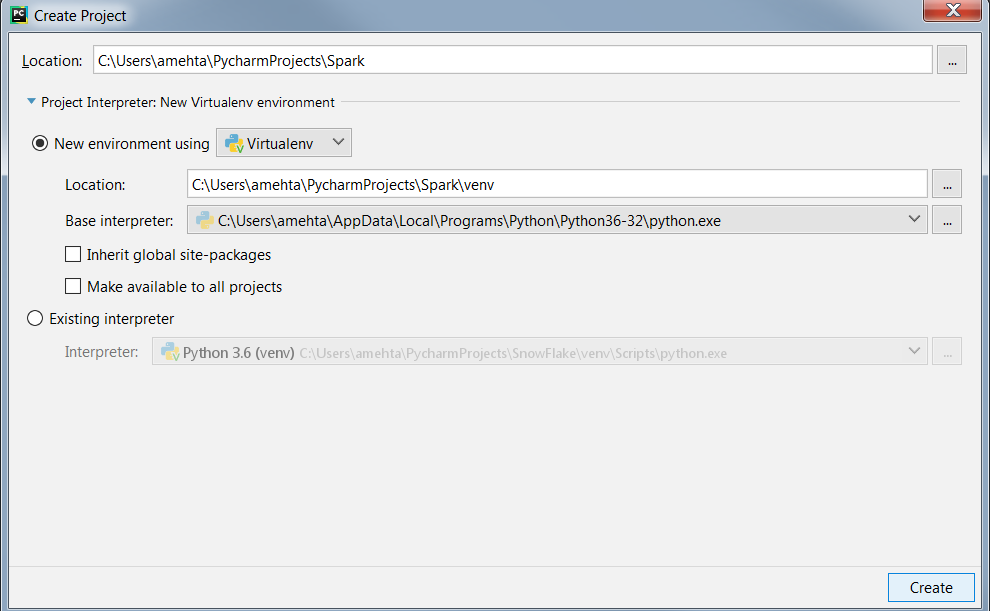 PC Create Project
Location: C:\Users\amehta\PycharmProjects\Spark ...
Project Interpreter: New Virtualenv environment
New environment using Virtualenv
Location: C:\Users\amehta\PycharmProjects\Spark\venv ...
Base interpreter: C:\Users\amehta\AppData\Local\Programs\Python\Python36-32\python.exe ...
Inherit global site-packages
Make available to all projects
Existing interpreter
Interpreter: Python 3.6 (venv) C:\Users\amehta\PycharmProjects\SnowFlake\venv\Scripts\python.exe ...
Create